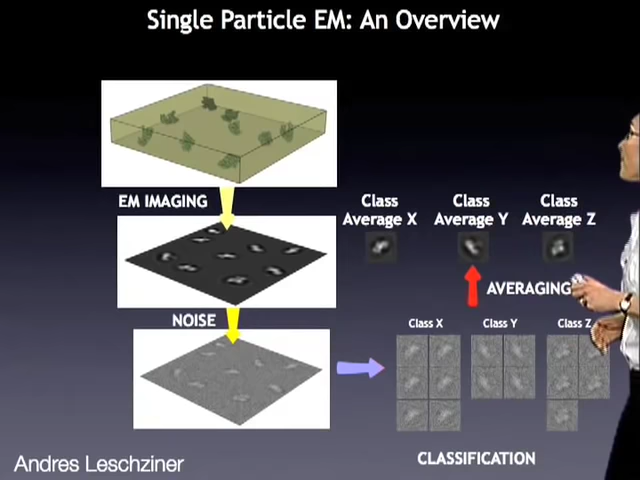 Single Particle EM: An Overview
EM IMAGING
Class Average X
Class Average Y
Class Average Z
AVERAGING
NOISE
Class X
Class Y
Class Z
CLASSIFICATION
Andres Leschziner